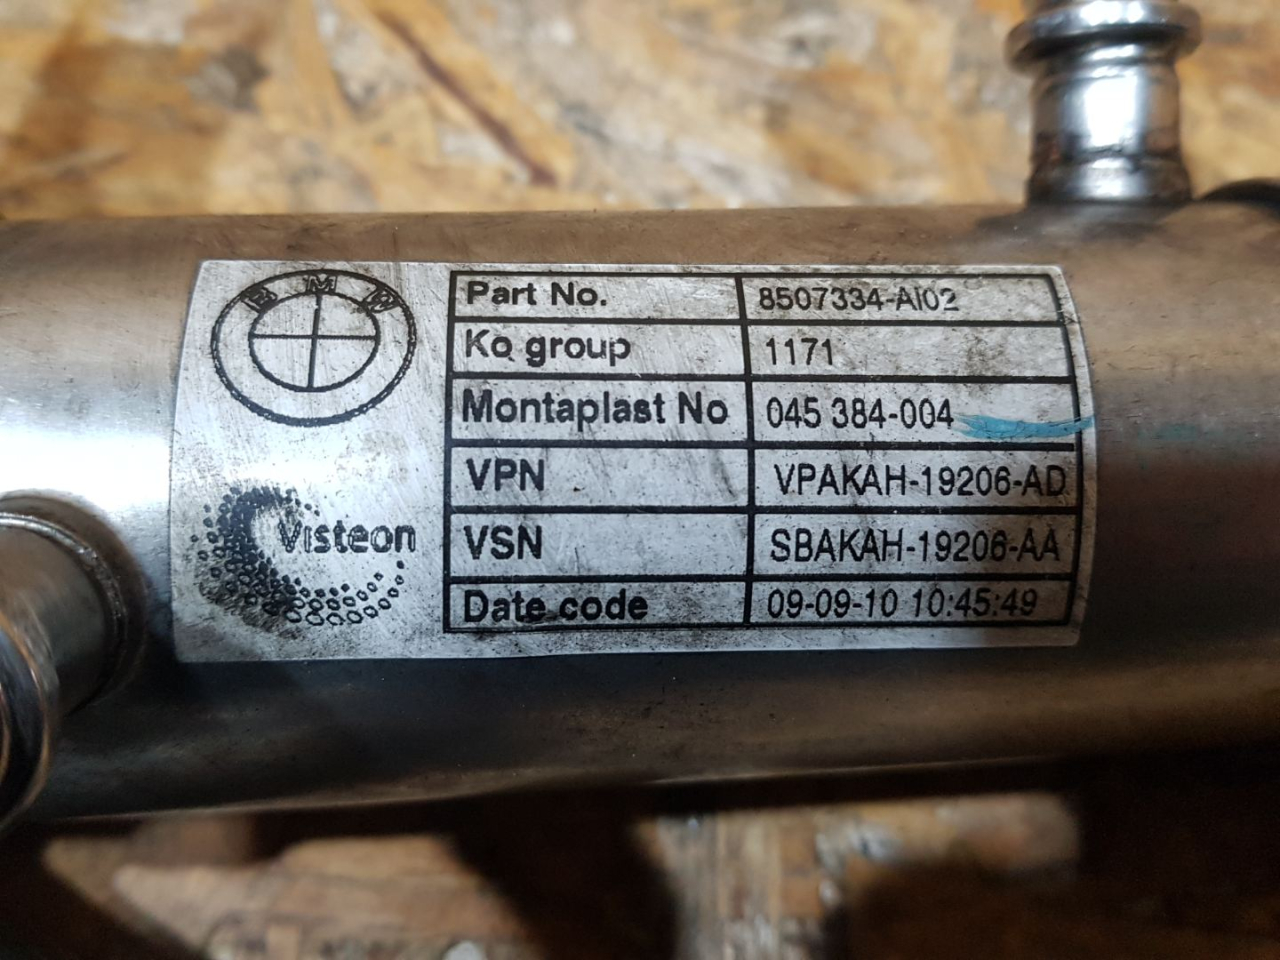 BMW
Part No. 8507334-AI02
Ko group 1171
Montaplast No 045 384-004
VPN VPAKAH-19206-AD
Visteon
VSN SBAKAH-19206-AA
Date code 09-09-10 10:45:49